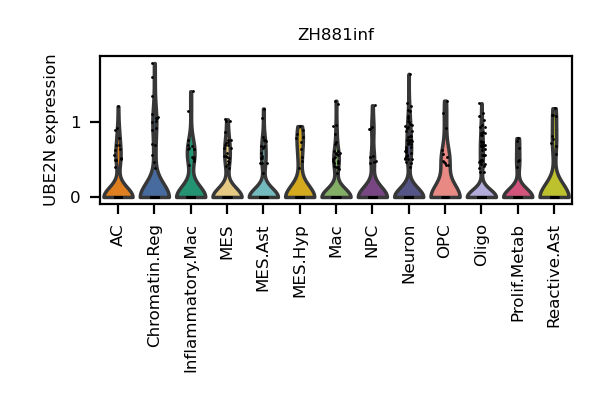 ZH881inf
UBE2N expression
1
0
AC
Chromatin.Reg
Inflammatory.Mac
MES
MES.Ast
MES.Hyp
Mac
NPC
Neuron
OPC
Oligo
Prolif.Metab
Reactive.Ast